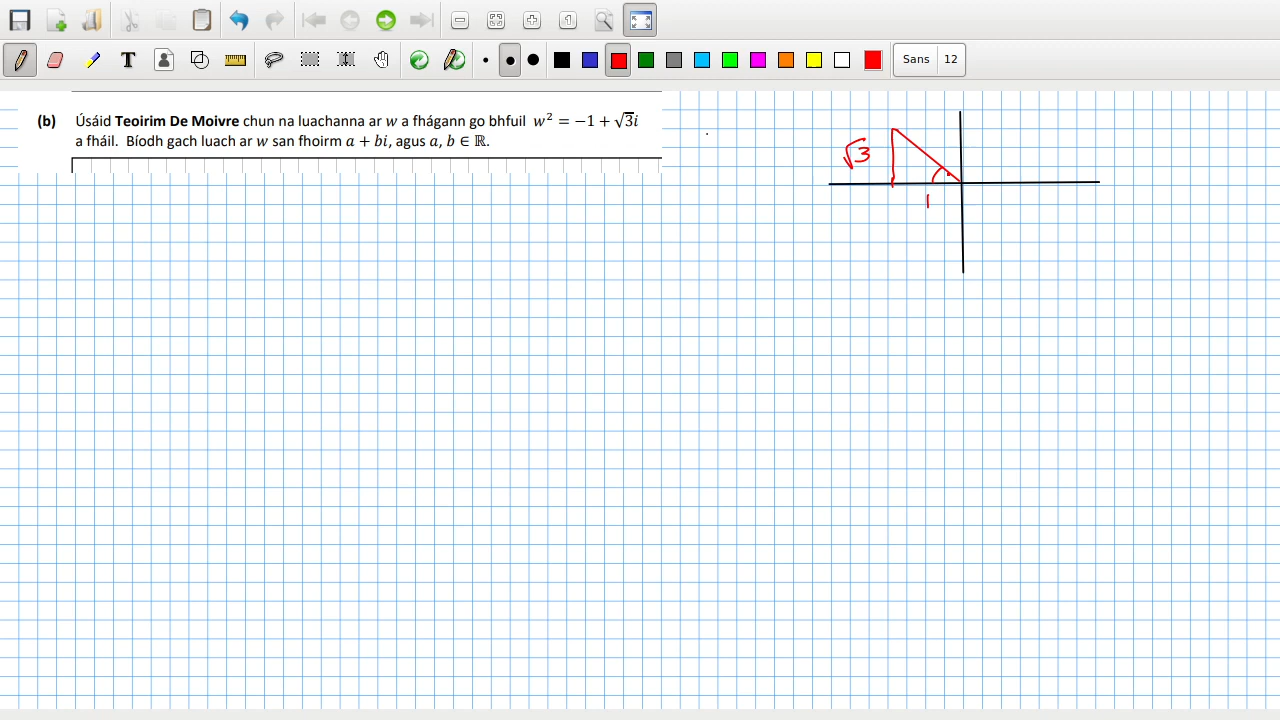 Sans 12
(b) Úsáid Teoirim De Moivre chun na luachanna ar w a fhágann go bhfuil w² = −1 + √3i
a fháil. Bíodh gach luach ar w san fhoirm a + bi, agus a, b ∈ ℝ.
√3
1